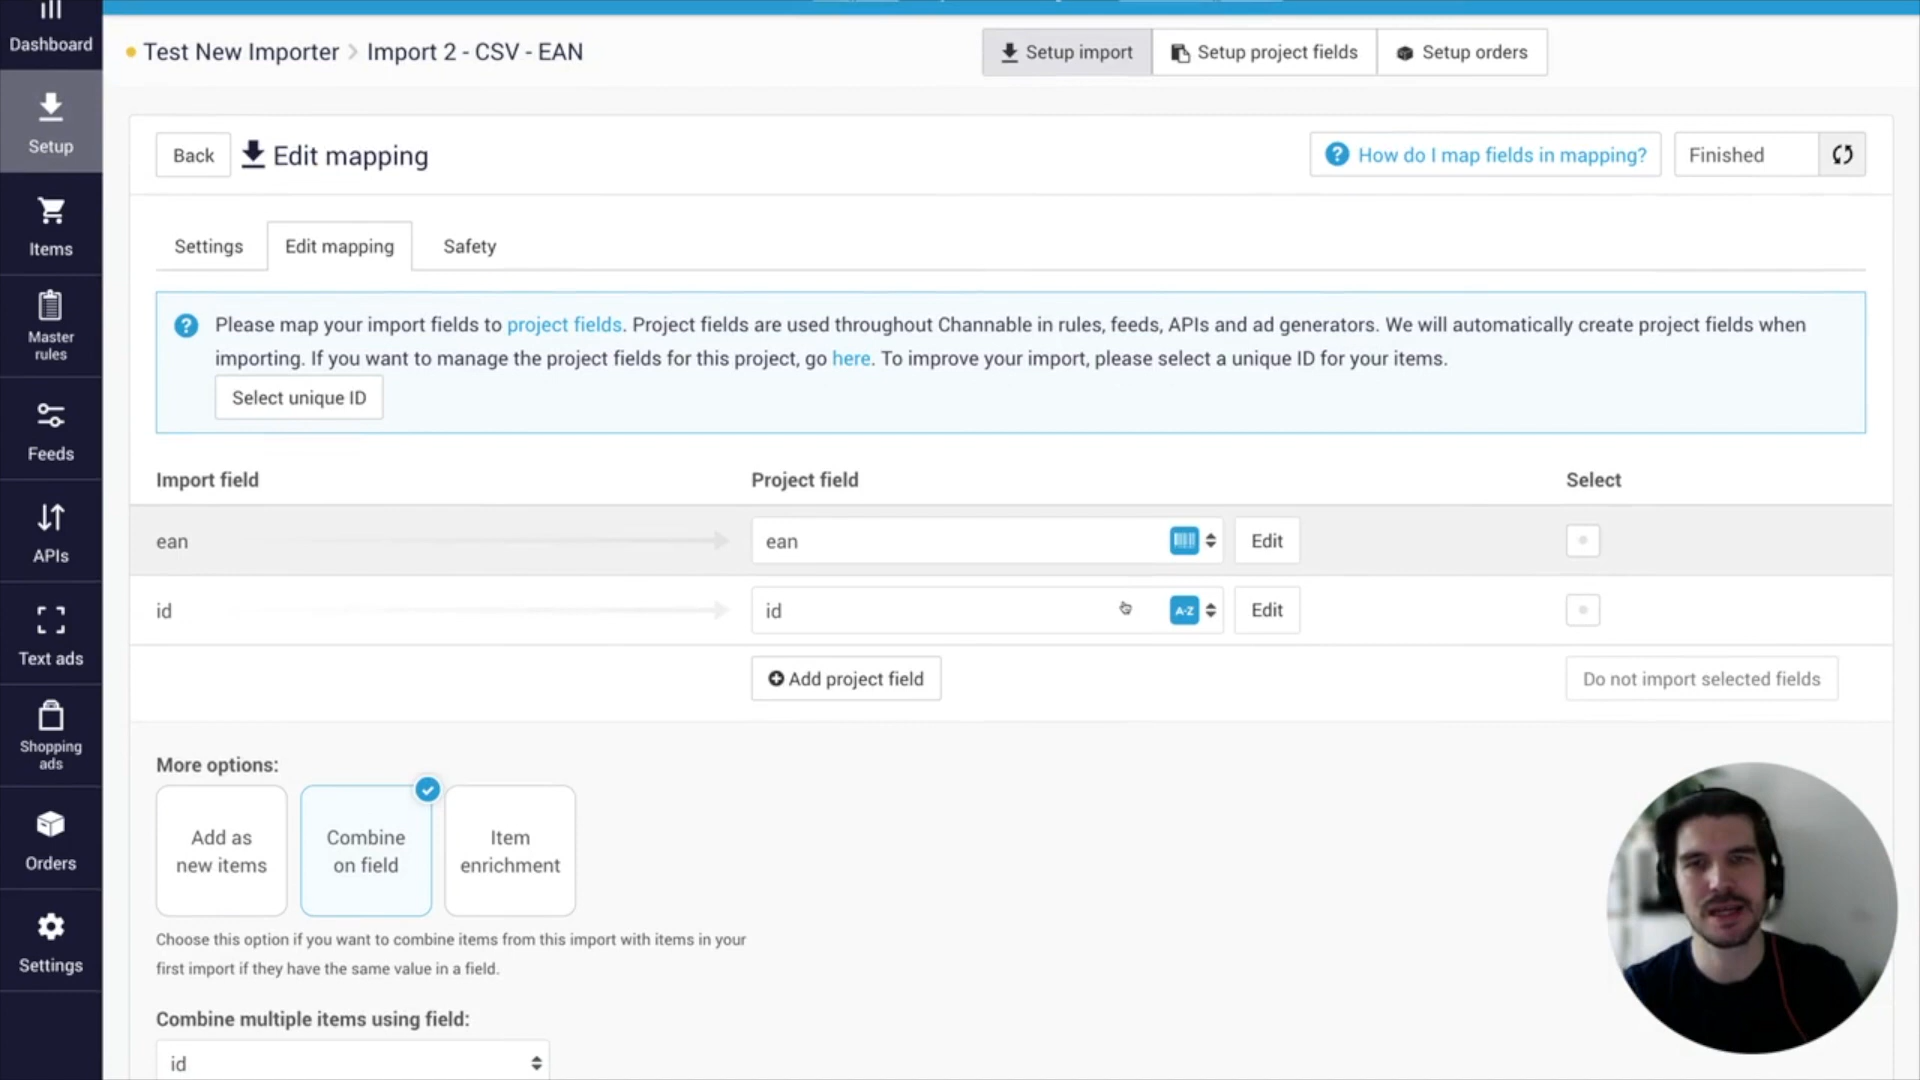 Dashboard
Test New Importer > Import 2 - CSV - EAN
Setup import
Setup project fields
Setup orders
Setup
Back
Edit mapping
How do I map fields in mapping?
Finished
Items
Settings
Edit mapping
Safety
Master
rules
Please map your import fields to project fields. Project fields are used throughout Channable in rules, feeds, APIs and ad generators. We will automatically create project fields when
importing. If you want to manage the project fields for this project, go here. To improve your import, please select a unique ID for your items.
Select unique ID
Feeds
Import field
Project field
Select
APIs
ean
ean
Edit
id
id
A-Z
Edit
Text ads
Add project field
Do not import selected fields
Shopping
ads
More options:
Add as
new items
Combine
on field
Item
enrichment
Orders
Choose this option if you want to combine items from this import with items in your
first import if they have the same value in a field.
Settings
Combine multiple items using field:
id